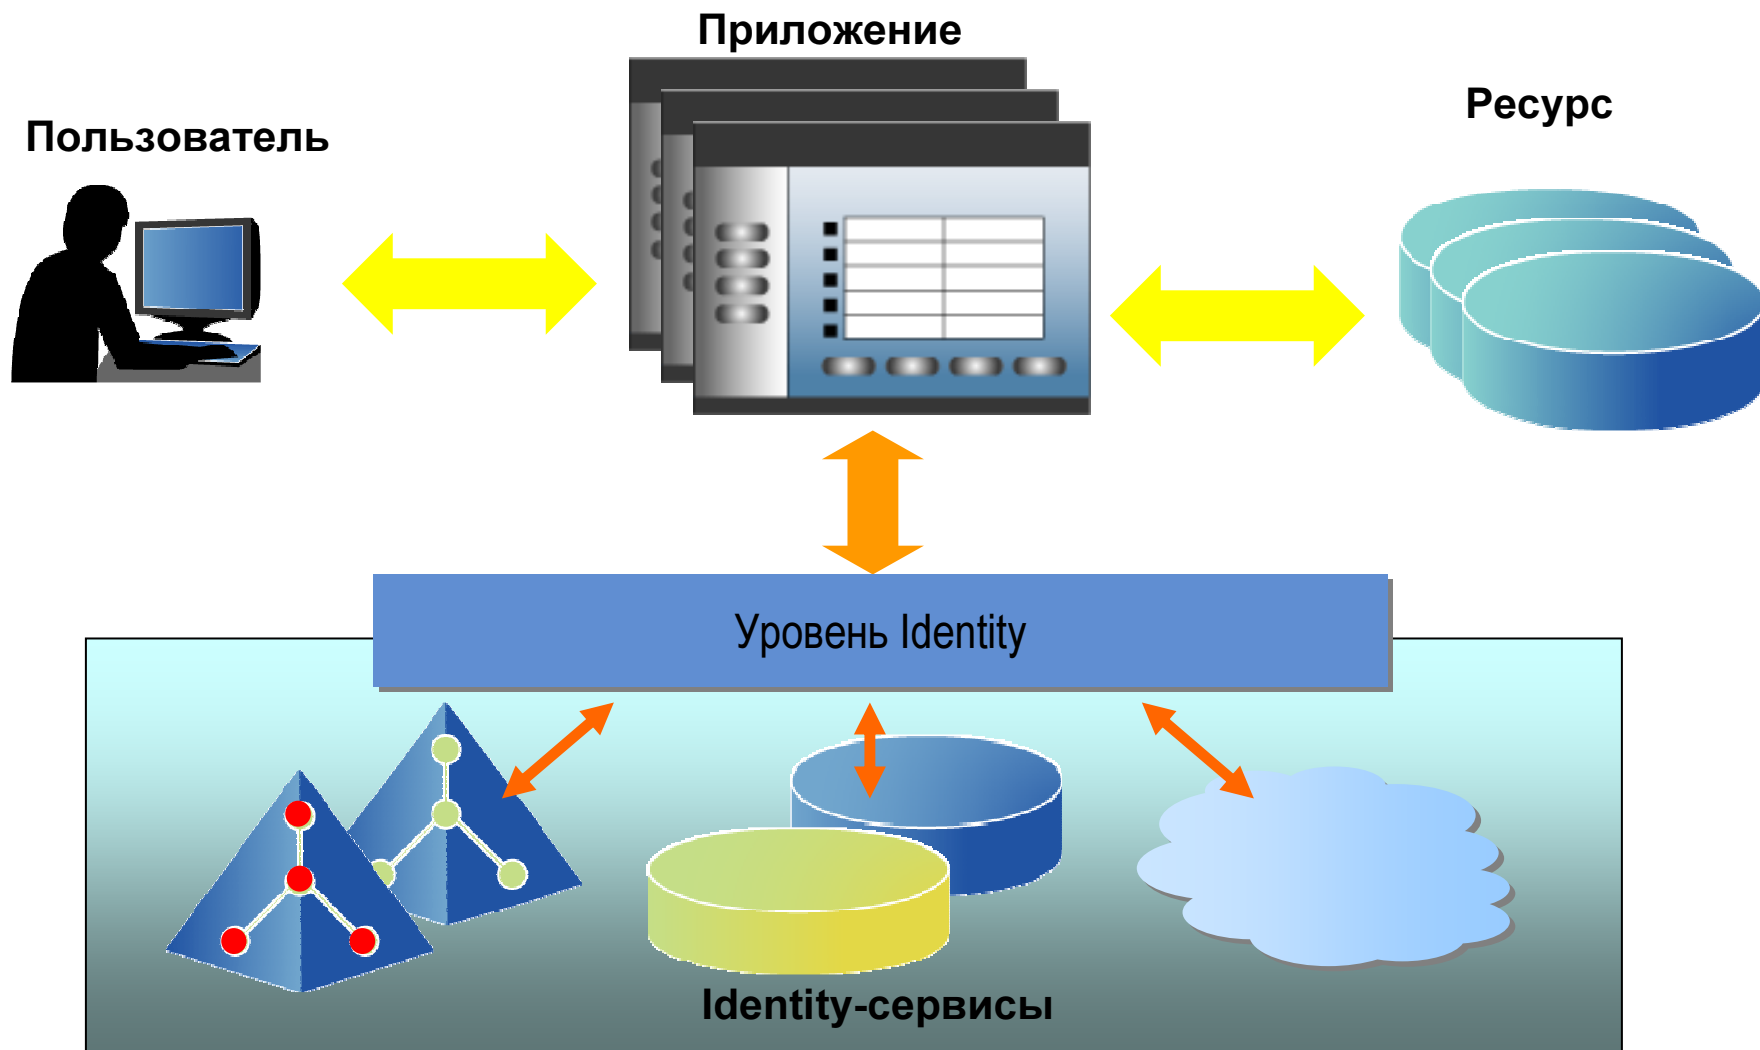 Приложение
Ресурс
Пользователь
Уровень Identity
Identity-сервисы